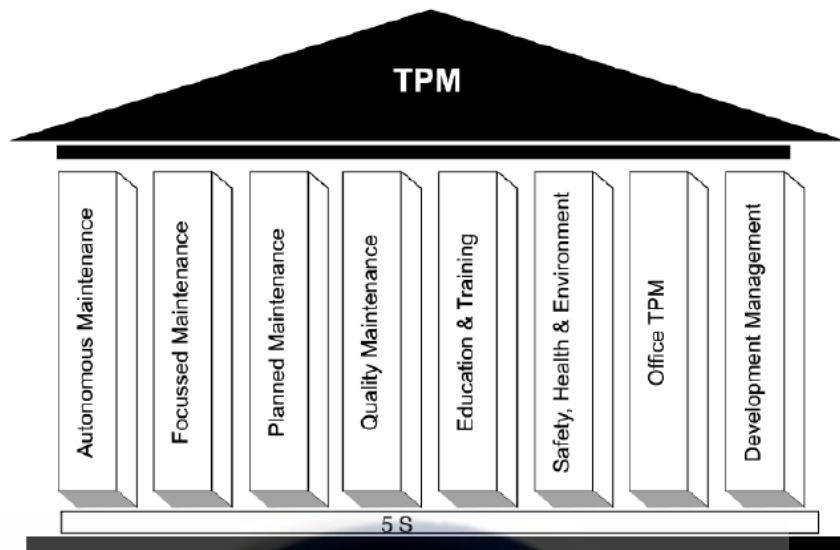 TPM
Autonomous Maintenance
Focussed Maintenance
Planned Maintenance
Quality Maintenance
Education & Training
Safety, Health & Environment
Office TPM
Development Management
5 S